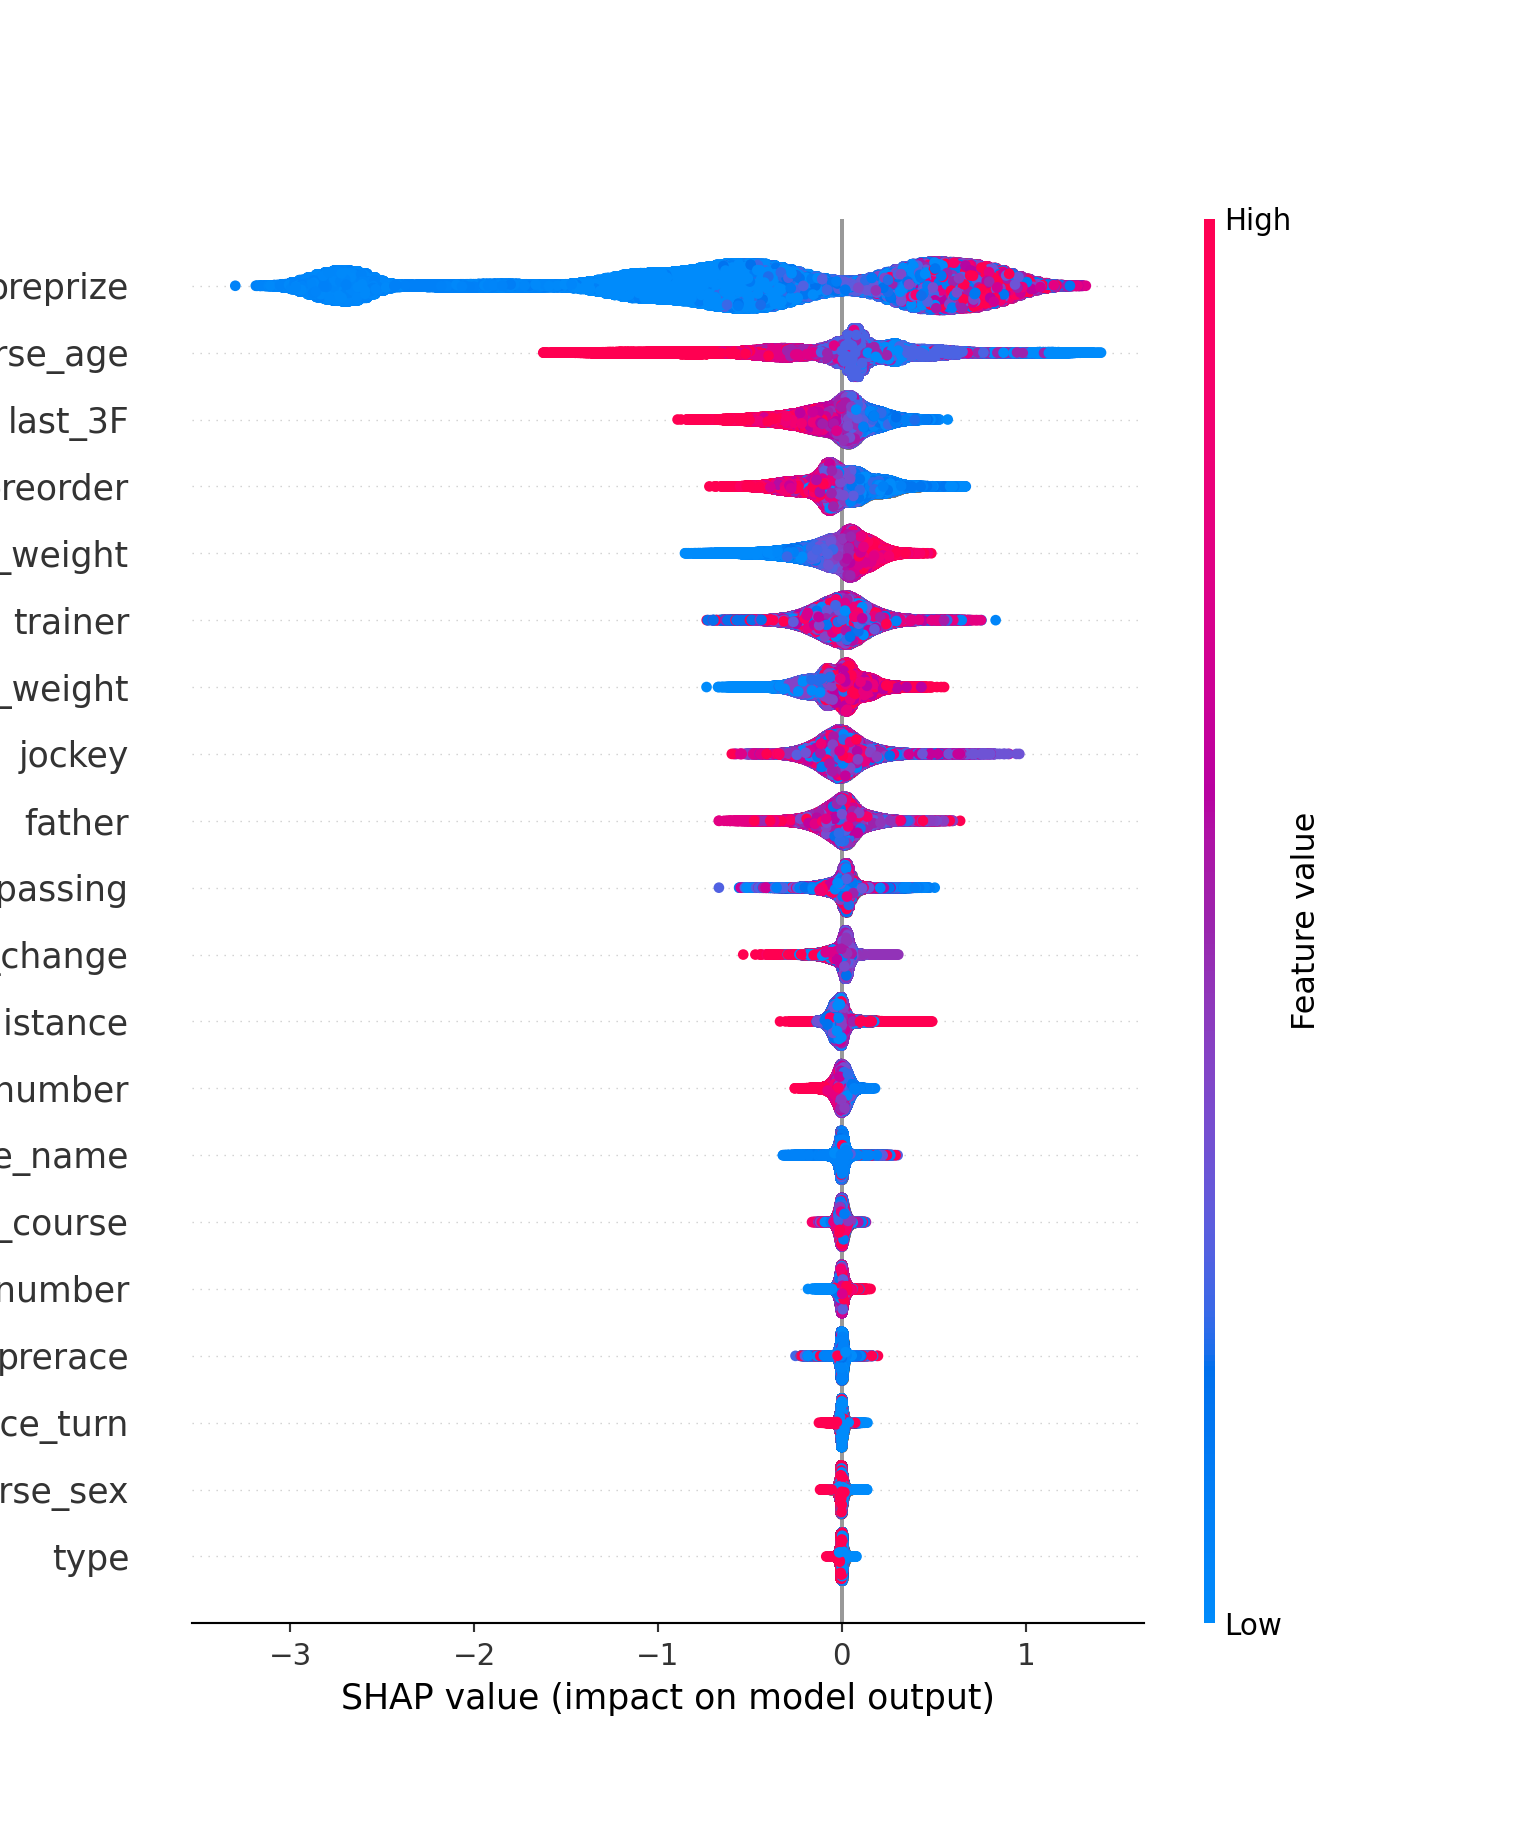 High
preprize
rse_age
last_3F
reorder
_weight
trainer
_weight
jockey
father
passing
_change
istance
number
e_name
_course
number
prerace
ce_turn
rse_sex
type
Feature value
Low
−3 −2 −1 0 1
SHAP value (impact on model output)